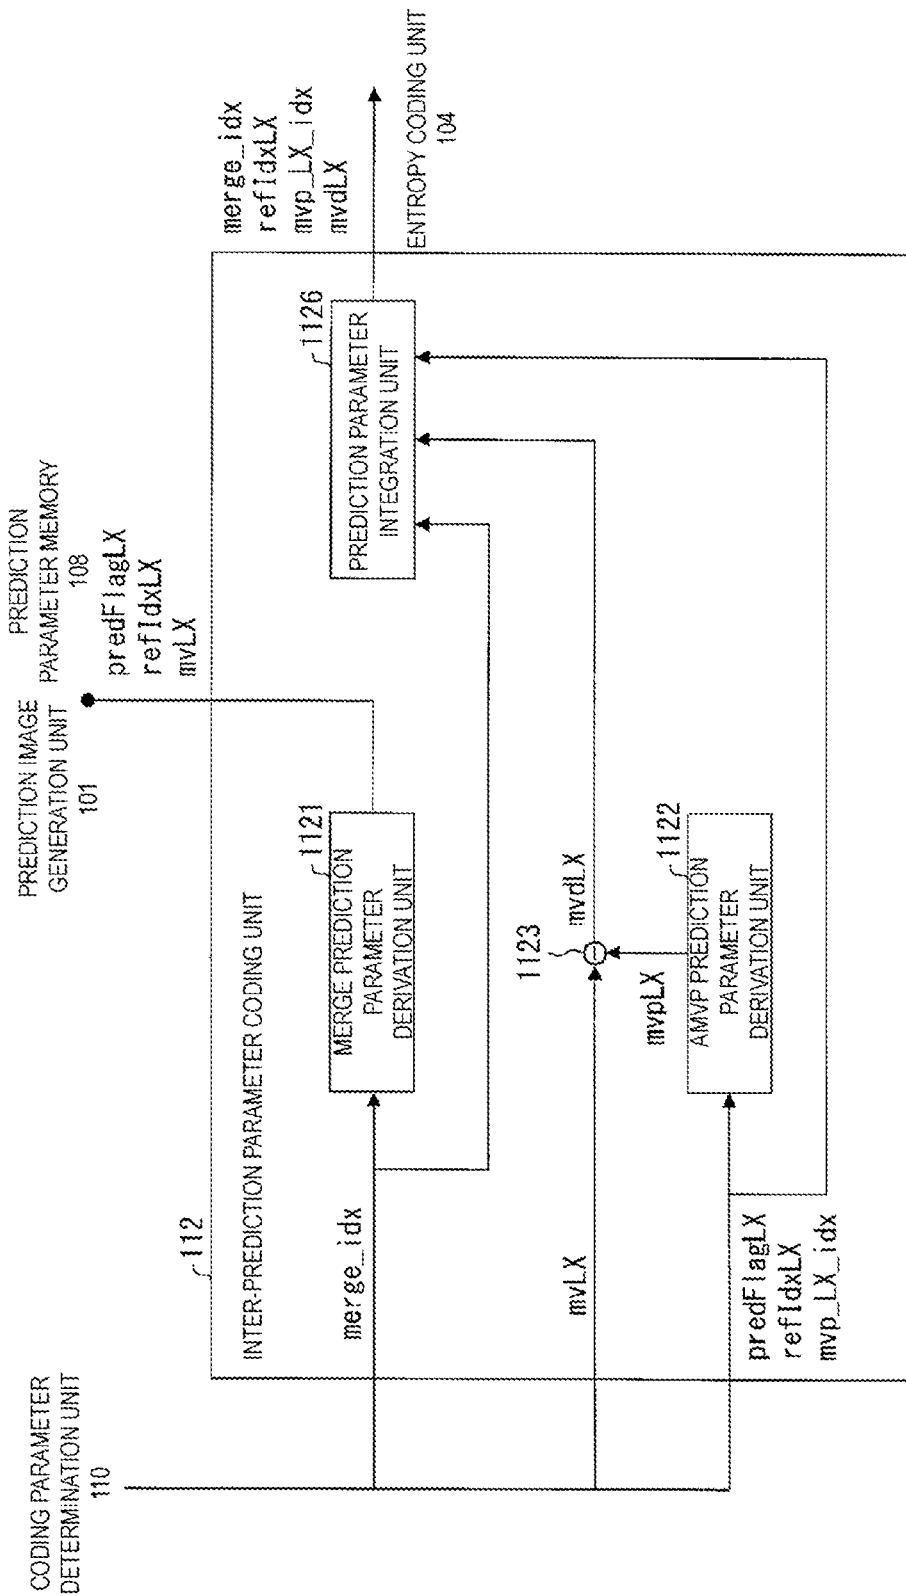 CODING PARAMETER
DETERMINATION UNIT
110
PREDICTION IMAGE
GENERATION UNIT
101
PREDICTION
PARAMETER MEMORY
108
predFlagLX
refIdxLX
mvLX
112
INTER-PREDICTION PARAMETER CODING UNIT
merge_idx
1121
MERGE PREDICTION
PARAMETER
DERIVATION UNIT
1126
PREDICTION PARAMETER
INTEGRATION UNIT
merge_idx
refIdxLX
mvp_LX_idx
mvdLX
ENTROPY CODING UNIT
104
mvLX
1123
mvdLX
mvpLX
1122
AMVP PREDICTION
PARAMETER
DERIVATION UNIT
predFlagLX
refIdxLX
mvp_LX_idx